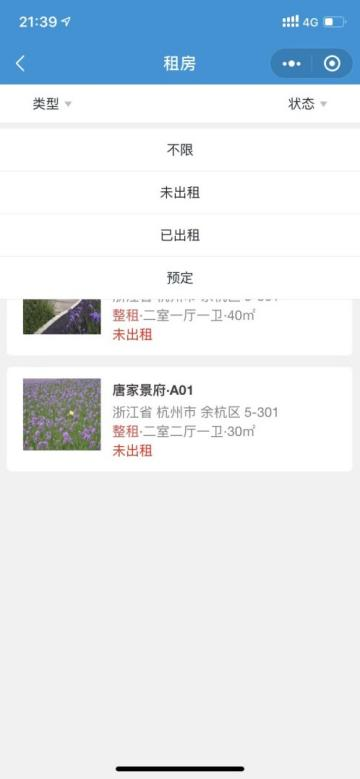 21:39
4G
租房
类型
状态
不限
未出租
已出租
预定
整租·二室一厅一卫·40㎡
未出租
唐家景府·A01
浙江省 杭州市 余杭区 5-301
整租·二室二厅一卫·30㎡
未出租